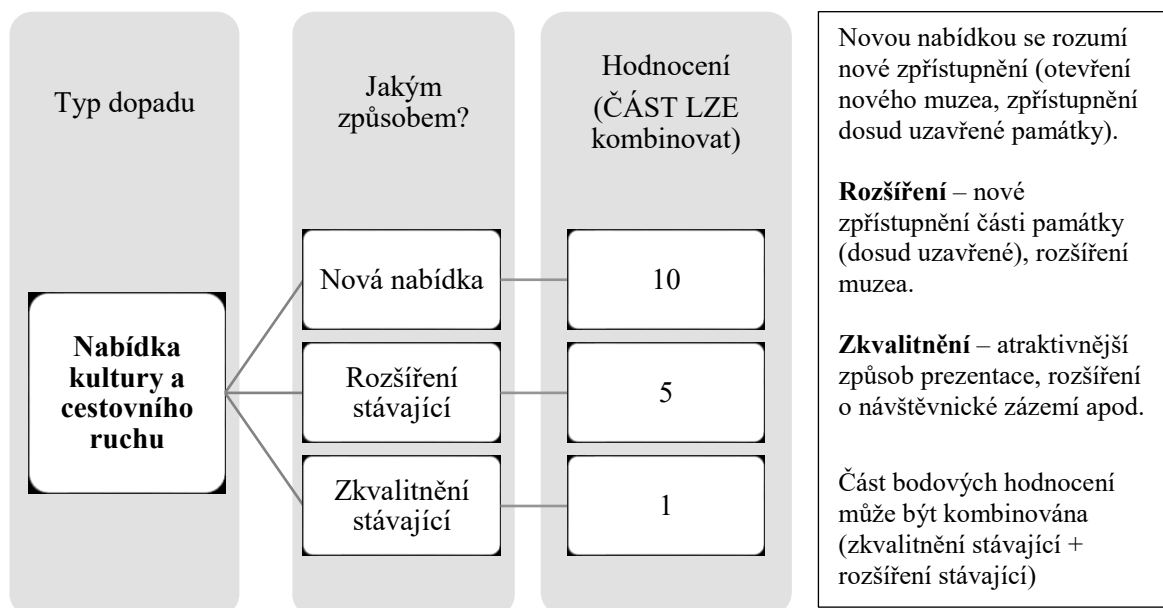 Typ dopadu
Jakým
způsobem?
Hodnocení
(ČÁST LZE
kombinovat)
Nabídka
kultury a
cestovního
ruchu
Nová nabídka
10
Rozšíření
stávající
5
Zkvalitnění
stávající
1
Novou nabídkou se rozumí
nové zpřístupnění (otevření
nového muzea, zpřístupnění
dosud uzavřené památky).
Rozšíření – nové
zpřístupnění části památky
(dosud uzavřené), rozšíření
muzea.
Zkvalitnění – atraktivnější
způsob prezentace, rozšíření
o návštěvnické zázemí apod.
Část bodových hodnocení
může být kombinována
(zkvalitnění stávající +
rozšíření stávající)